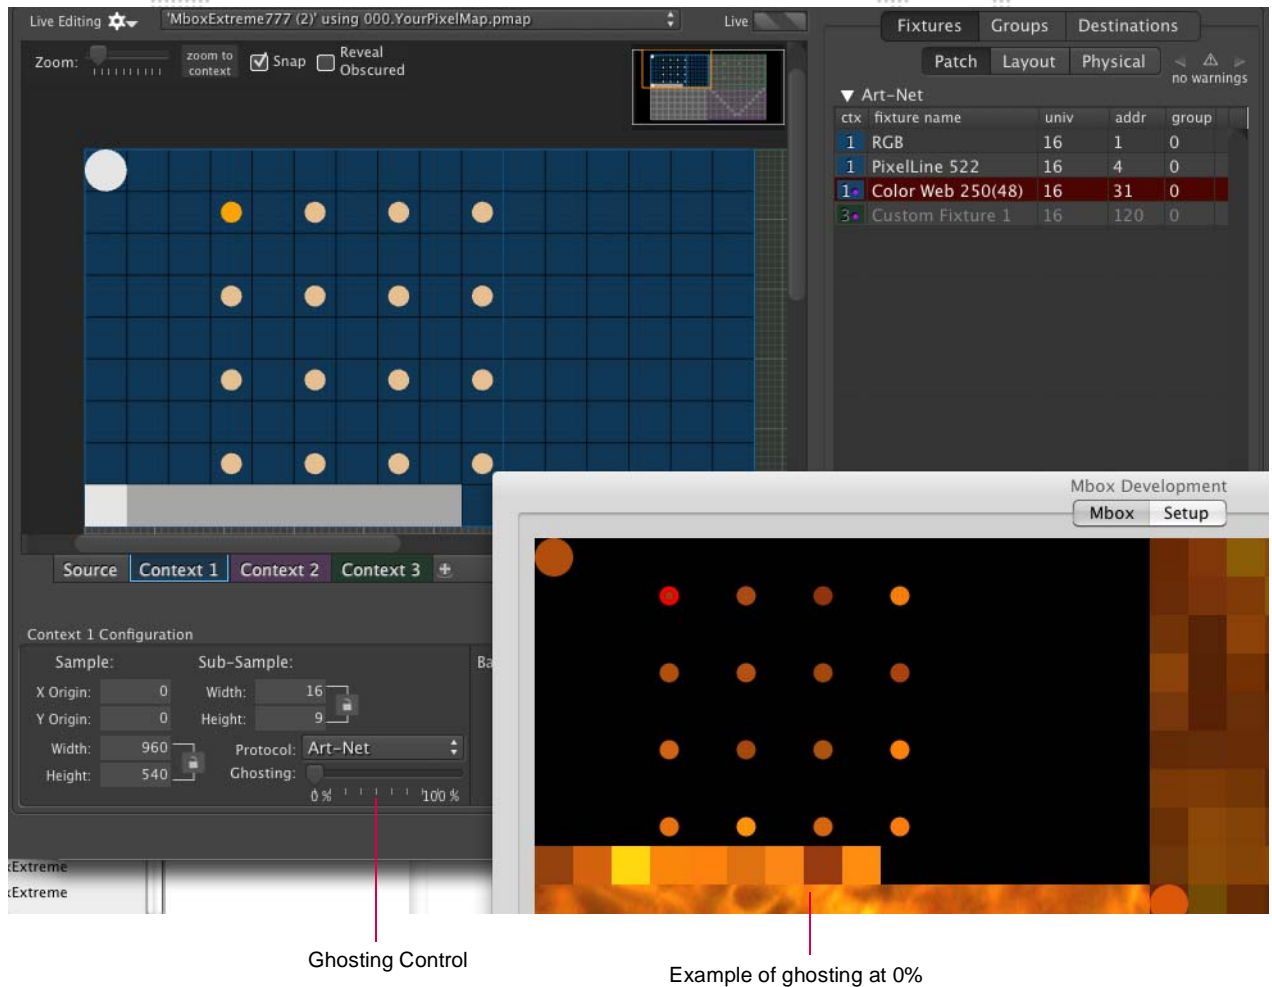 Live Editing
'MboxExtreme777 (2)' using 000.YourPixelMap.pmap
Live
Zoom:
zoom to context
Snap
Reveal Obscured
Fixtures Groups Destinations
Patch Layout Physical
no warnings
▼ Art-Net
ctx fixture name univ addr group
1 RGB 16 1 0
1 PixelLine 522 16 4 0
1 Color Web 250(48) 16 31 0
3 Custom Fixture 1 16 120 0
Source Context 1 Context 2 Context 3 +
Context 1 Configuration
Sample: Sub-Sample: Ba
X Origin: 0 Width: 16
Y Origin: 0 Height: 9
Width: 960 Protocol: Art-Net
Height: 540 Ghosting:
0% 100%
Mbox Development
Mbox Setup
xExtreme
xExtreme
Ghosting Control
Example of ghosting at 0%